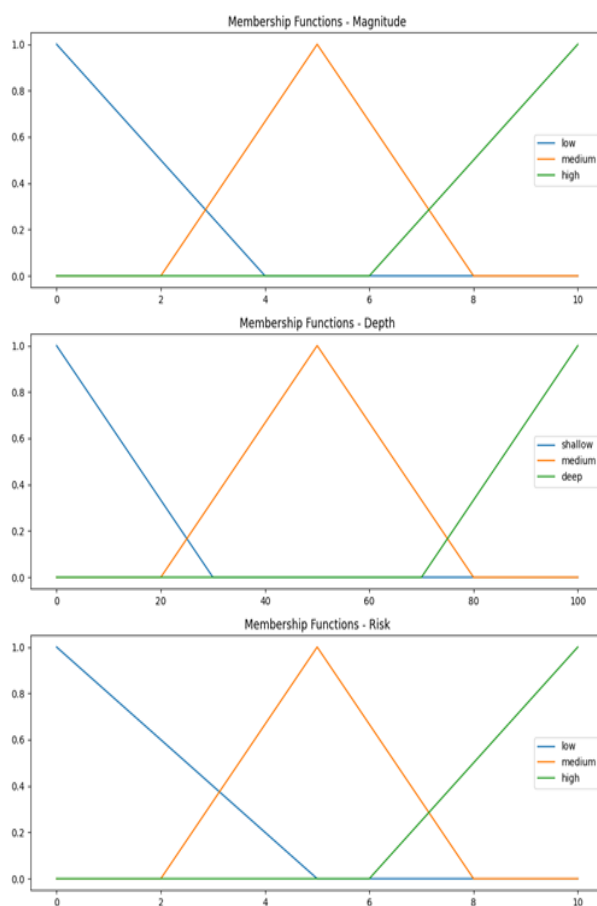 Membership Functions - Magnitude
1.0
0.8
0.6
0.4
0.2
0.0
low
medium
high
0 2 4 6 8 10
Membership Functions - Depth
1.0
0.8
0.6
0.4
0.2
0.0
shallow
medium
deep
0 20 40 60 80 100
Membership Functions - Risk
1.0
0.8
0.6
0.4
0.2
0.0
low
medium
high
0 2 4 6 8 10